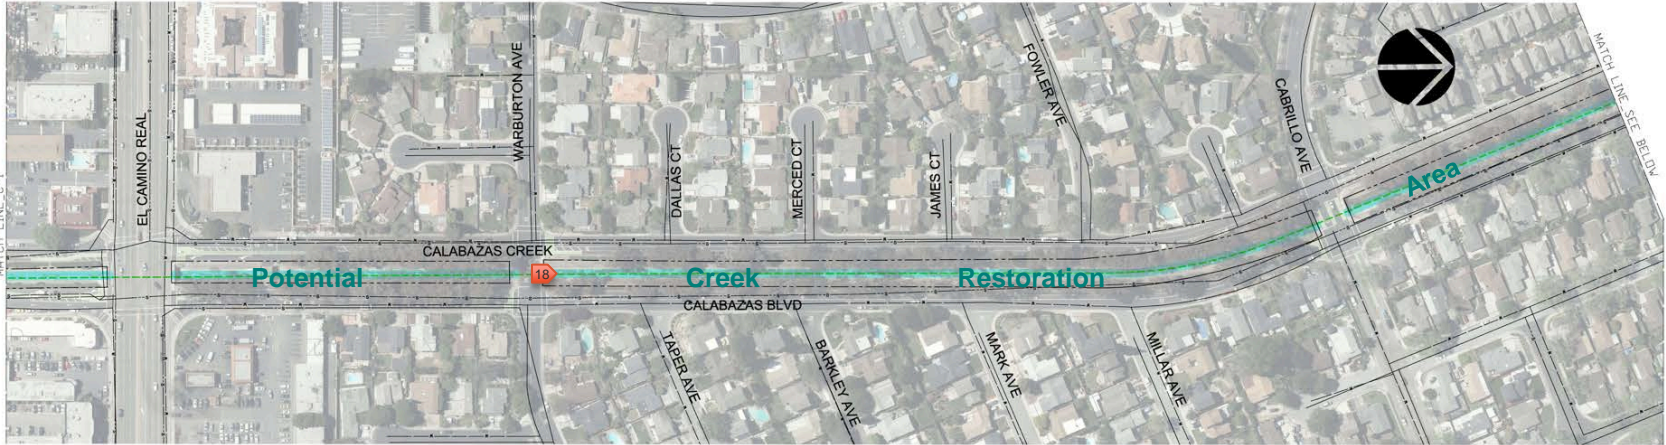 MATCH LINE SEE BELOW
EL CAMINO REAL
WARBURTON AVE
DALLAS CT
MERCED CT
JAMES CT
FOWLER AVE
CABRILLO AVE
CALABAZAS CREEK
Potential Creek Restoration Area
18
CALABAZAS BLVD
TAPER AVE
BARKLEY AVE
MARK AVE
MILLAR AVE